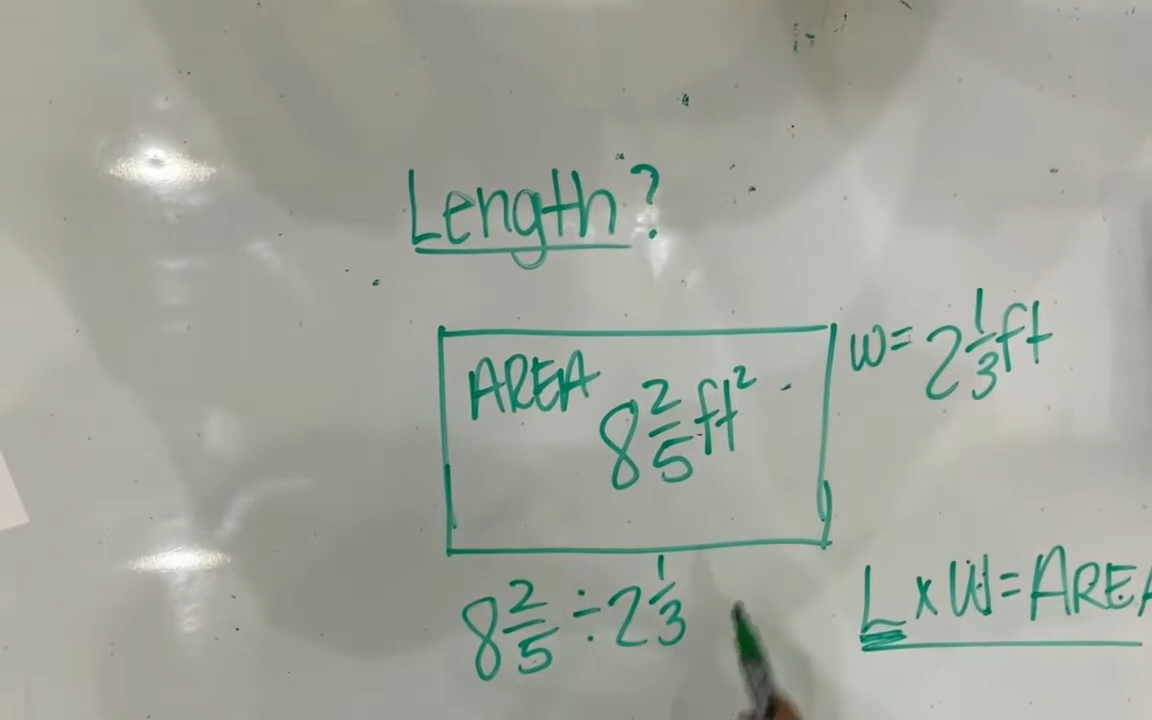 Length?
AREA
8 2/5 ft²
w= 2 1/3 ft
8 2/5 ÷ 2 1/3
L x W = AREA